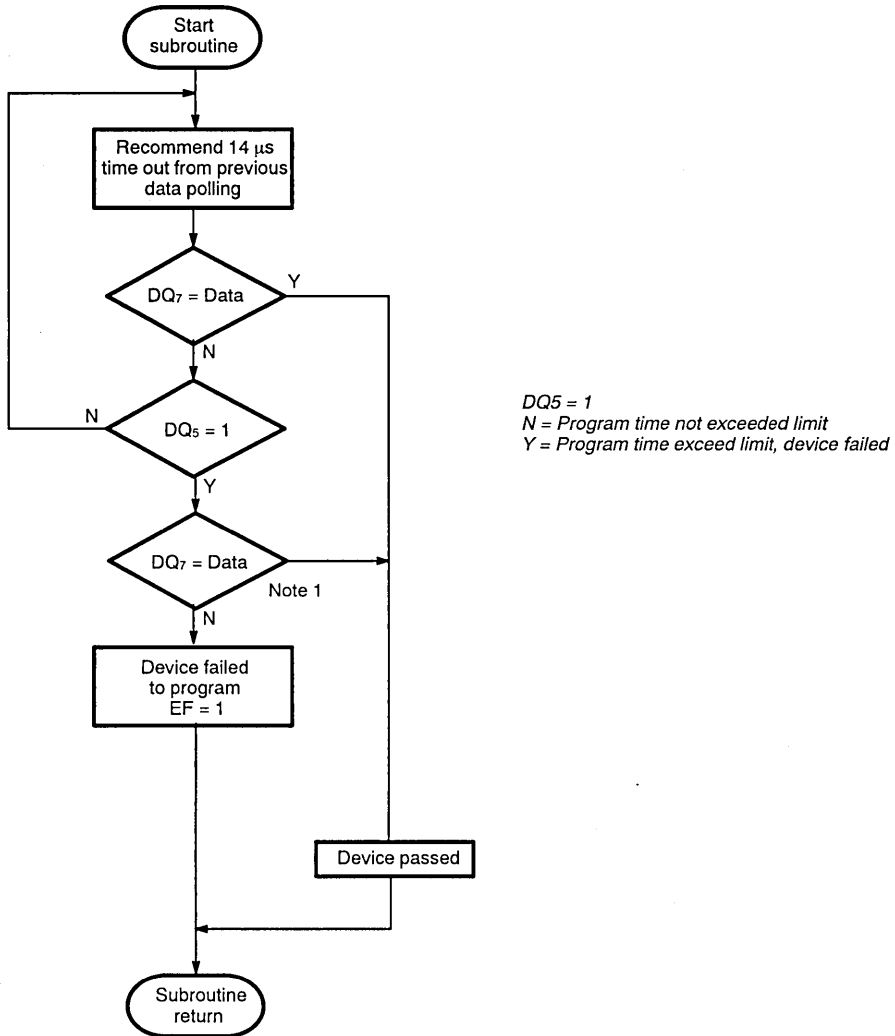 Start
subroutine
Recommend 14 µs
time out from previous
data polling
DQ₇ = Data
Y
N
DQ₅ = 1
N
Y
DQ5 = 1
N = Program time not exceeded limit
Y = Program time exceed limit, device failed
DQ₇ = Data
Note 1
N
Device failed
to program
EF = 1
Device passed
Subroutine
return